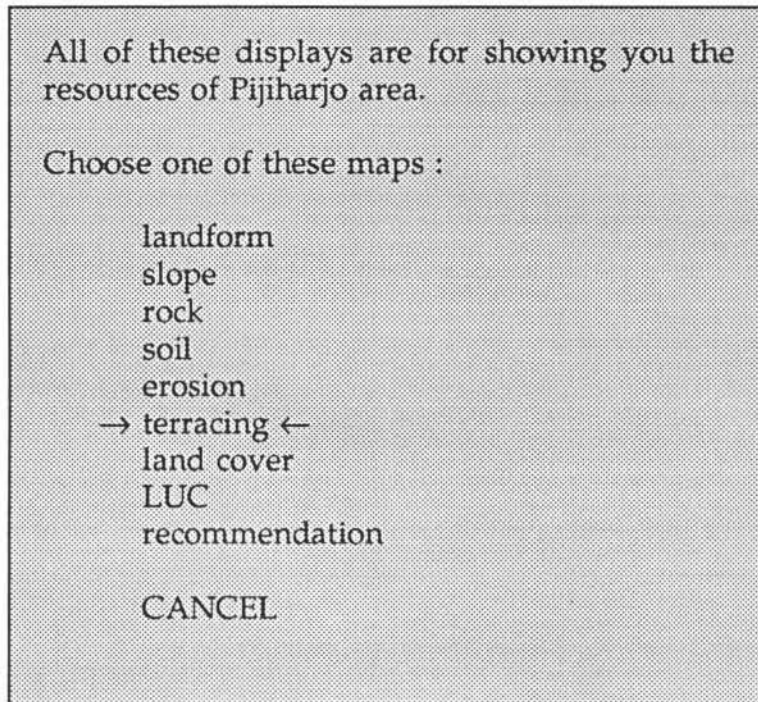 All of these displays are for showing you the
resources of Pijiharjo area.
Choose one of these maps :
landform
slope
rock
soil
erosion
→ terracing ←
land cover
LUC
recommendation
CANCEL